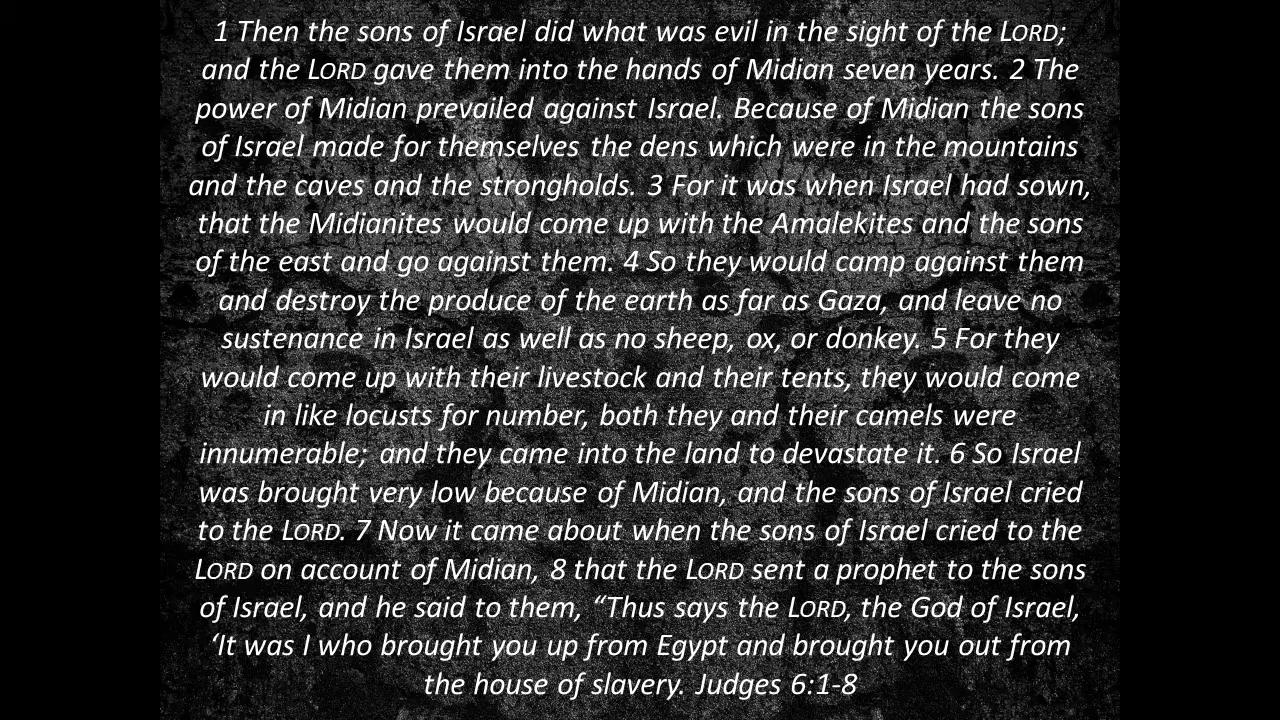 1 Then the sons of Israel did what was evil in the sight of the LORD;
and the LORD gave them into the hands of Midian seven years. 2 The
power of Midian prevailed against Israel. Because of Midian the sons
of Israel made for themselves the dens which were in the mountains
and the caves and the strongholds. 3 For it was when Israel had sown,
that the Midianites would come up with the Amalekites and the sons
of the east and go against them. 4 So they would camp against them
and destroy the produce of the earth as far as Gaza, and leave no
sustenance in Israel as well as no sheep, ox, or donkey. 5 For they
would come up with their livestock and their tents, they would come
in like locusts for number, both they and their camels were
innumerable; and they came into the land to devastate it. 6 So Israel
was brought very low because of Midian, and the sons of Israel cried
to the LORD. 7 Now it came about when the sons of Israel cried to the
LORD on account of Midian, 8 that the LORD sent a prophet to the sons
of Israel, and he said to them, “Thus says the LORD, the God of Israel,
‘It was I who brought you up from Egypt and brought you out from
the house of slavery. Judges 6:1-8